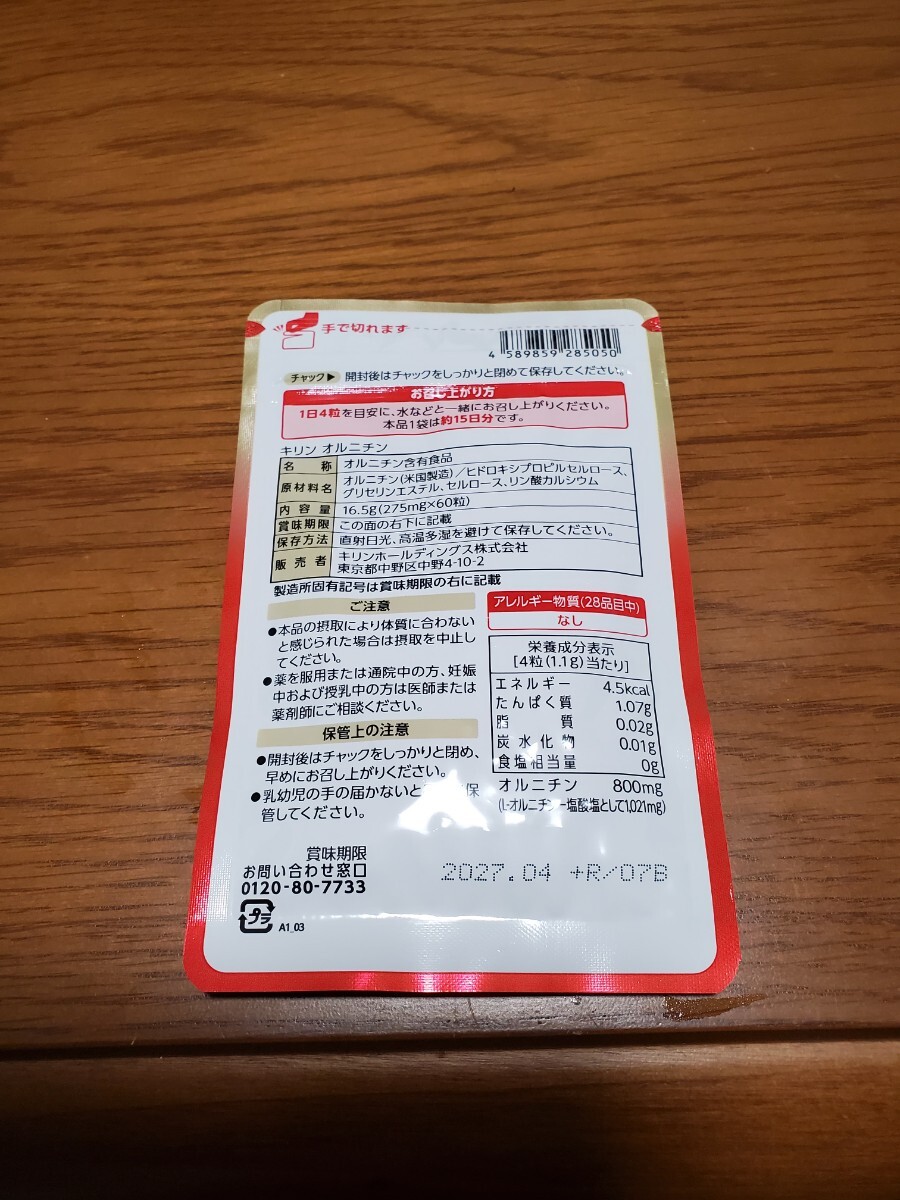 手で切れます
4 589859 285050
チャック▶ 開封後はチャックをしっかりと閉めて保存してください。
お召し上がり方
1日4粒を目安に、水などと一緒にお召し上がりください。
本品1袋は約15日分です。
キリン オルニチン
名称 オルニチン含有食品
原材料名 オルニチン(米国製造)/ヒドロキシプロピルセルロース、
グリセリンエステル、セルロース、リン酸カルシウム
内容量 16.5g(275mg×60粒)
賞味期限 この面の右下に記載
保存方法 直射日光、高温多湿を避けて保存してください。
販売者 キリンホールディングス株式会社
東京都中野区中野4-10-2
製造所固有記号は賞味期限の右に記載
ご注意
●本品の摂取により体質に合わない
と感じられた場合は摂取を中止し
てください。
●薬を服用または通院中の方、妊娠
中および授乳中の方は医師または
薬剤師にご相談ください。
保管上の注意
●開封後はチャックをしっかりと閉め、
早めにお召し上がりください。
●乳幼児の手の届かないと 保
管してください。
アレルギー物質(28品目中)
なし
栄養成分表示
[4粒(1.1g)当たり]
エネルギー 4.5kcal
たんぱく質 1.07g
脂質 0.02g
炭水化物 0.01g
食塩相当量 0g
オルニチン 800mg
(L-オルニチン一塩酸塩として1,021mg)
賞味期限
2027.04 +R/07B
お問い合わせ窓口
0120-80-7733
プラ
A1_03